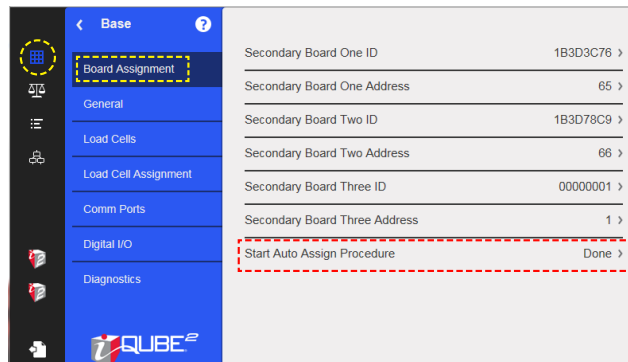 Base ?
Board Assignment
General
Load Cells
Load Cell Assignment
Comm Ports
Digital I/O
Diagnostics
iQUBE²
Secondary Board One ID 1B3D3C76
Secondary Board One Address 65
Secondary Board Two ID 1B3D78C9
Secondary Board Two Address 66
Secondary Board Three ID 00000001
Secondary Board Three Address 1
Start Auto Assign Procedure Done